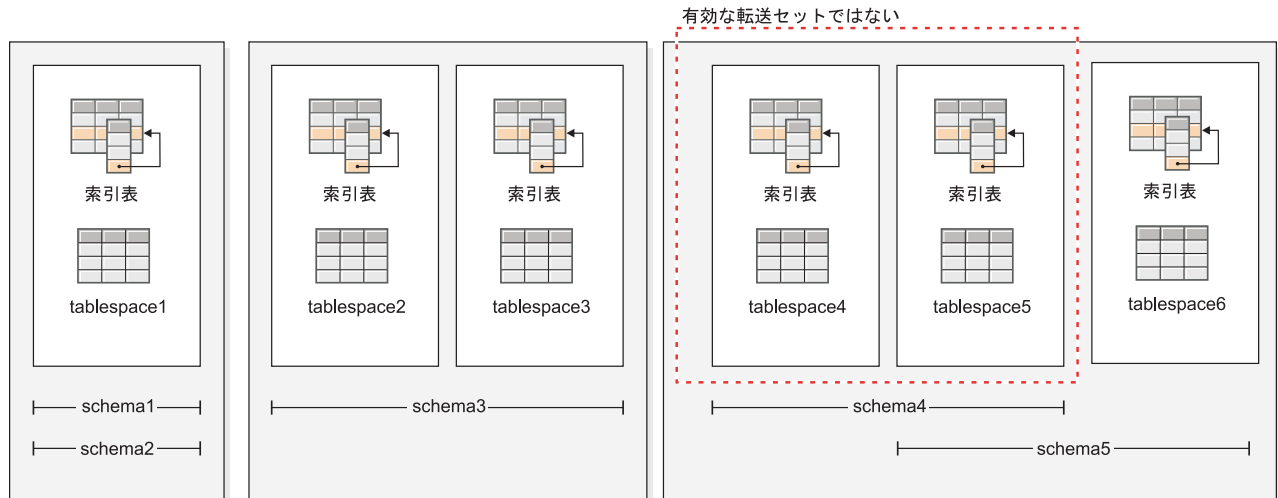 有効な転送セットではない
索引表
索引表
索引表
索引表
索引表
索引表
tablespace1
tablespace2
tablespace3
tablespace4
tablespace5
tablespace6
schema1
schema3
schema4
schema2
schema5